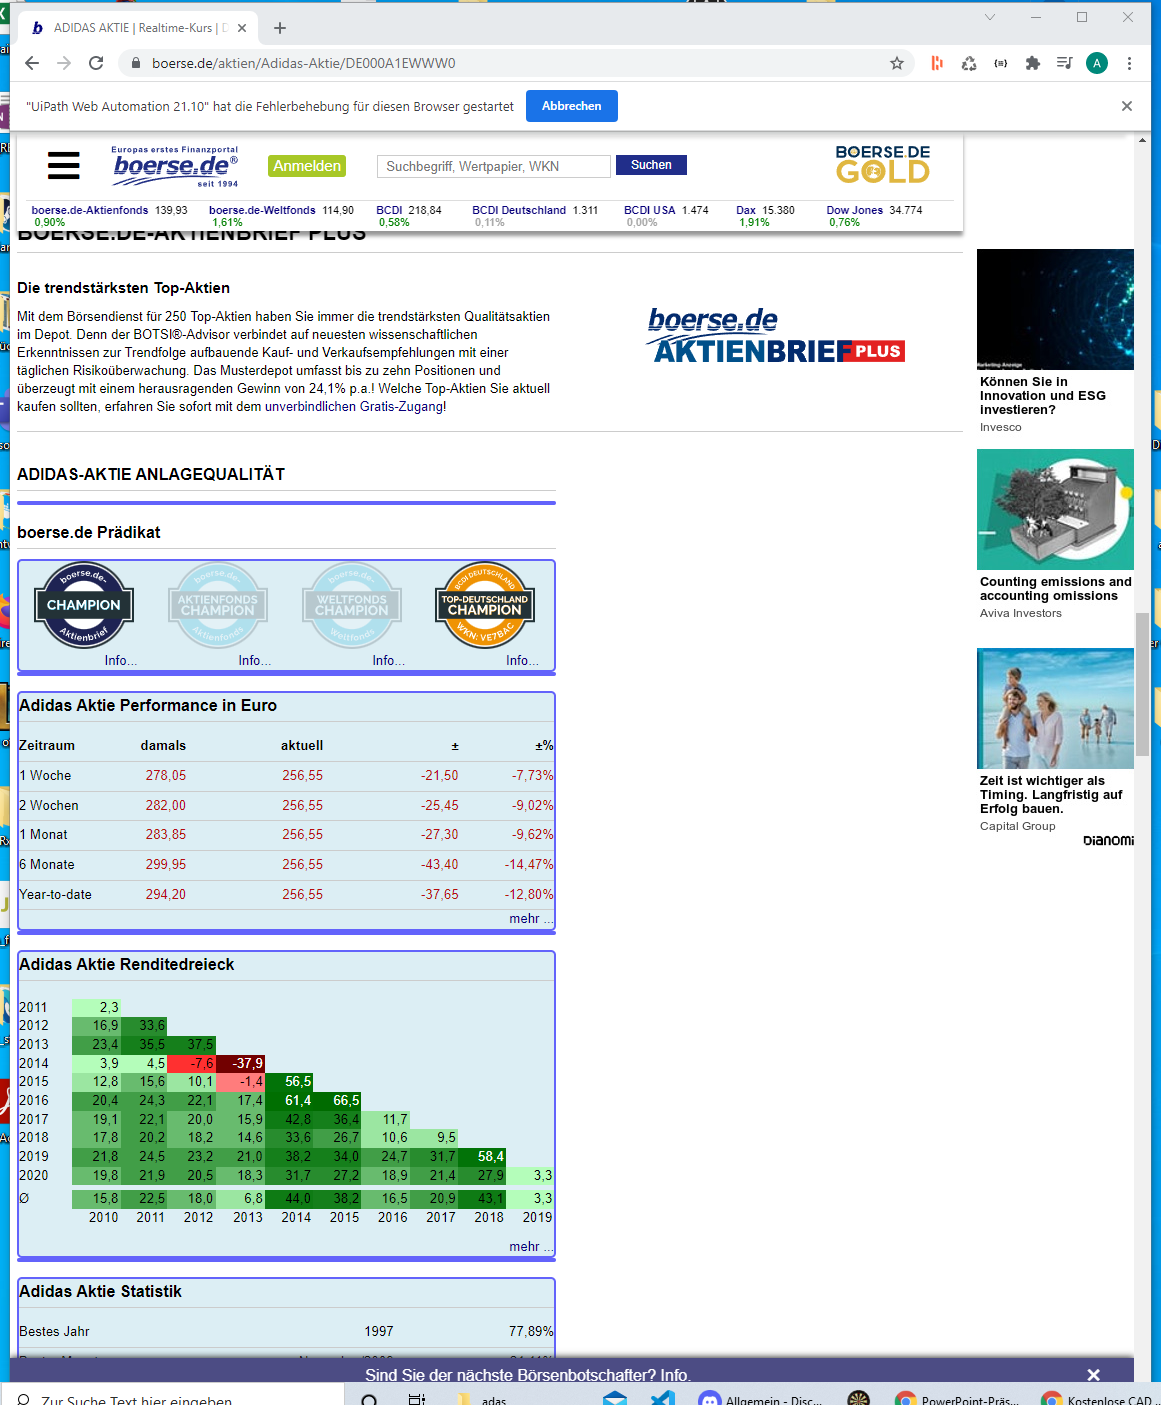 ADIDAS AKTIE | Realtime-Kurs | D
boerse.de/aktien/Adidas-Aktie/DE000A1EWWW0
A
"UiPath Web Automation 21.10" hat die Fehlerbehebung für diesen Browser gestartet
Abbrechen
Europas erstes Finanzportal
boerse.de®
seit 1994
Anmelden
Suchbegriff, Wertpapier, WKN
Suchen
BOERSE.DE
GOLD
boerse.de-Aktienfonds 139,93
0,90%
boerse.de-Weltfonds 114,90
1,61%
BCDI 218,84
0,58%
BCDI Deutschland 1.311
0,11%
BCDI USA 1.474
0,00%
Dax 15.380
1,91%
Dow Jones 34.774
0,76%
BOERSE.DE-AKTIENBRIEF PLUS
Die trendstärksten Top-Aktien
Mit dem Börsendienst für 250 Top-Aktien haben Sie immer die trendstärksten Qualitätsaktien
im Depot. Denn der BOTSI®-Advisor verbindet auf neuesten wissenschaftlichen
Erkenntnissen zur Trendfolge aufbauende Kauf- und Verkaufsempfehlungen mit einer
täglichen Risikoüberwachung. Das Musterdepot umfasst bis zu zehn Positionen und
überzeugt mit einem herausragenden Gewinn von 24,1% p.a.! Welche Top-Aktien Sie aktuell
kaufen sollten, erfahren Sie sofort mit dem unverbindlichen Gratis-Zugang!
boerse.de
AKTIENBRIEF PLUS
ADIDAS-AKTIE ANLAGEQUALITÄT
boerse.de Prädikat
boerse.de-
CHAMPION
Aktienbrief
boerse.de-
AKTIENFONDS
CHAMPION
Aktienfonds
boerse.de-
WELTFONDS
CHAMPION
Weltfonds
BCDI DEUTSCHLAND
TOP-DEUTSCHLAND
CHAMPION
WKN: VE7BAC
Info... Info... Info... Info...
Adidas Aktie Performance in Euro
Zeitraum damals aktuell ± ±%
1 Woche 278,05 256,55 -21,50 -7,73%
2 Wochen 282,00 256,55 -25,45 -9,02%
1 Monat 283,85 256,55 -27,30 -9,62%
6 Monate 299,95 256,55 -43,40 -14,47%
Year-to-date 294,20 256,55 -37,65 -12,80%
mehr ...
Adidas Aktie Renditedreieck
2011 2,3
2012 16,9 33,6
2013 23,4 35,5 37,5
2014 3,9 4,5 -7,6 -37,9
2015 12,8 15,6 10,1 -1,4 56,5
2016 20,4 24,3 22,1 17,4 61,4 66,5
2017 19,1 22,1 20,0 15,9 42,8 36,4 11,7
2018 17,8 20,2 18,2 14,6 33,6 26,7 10,6 9,5
2019 21,8 24,5 23,2 21,0 38,2 34,0 24,7 31,7 58,4
2020 19,8 21,9 20,5 18,3 31,7 27,2 18,9 21,4 27,9 3,3
Ø 15,8 22,5 18,0 6,8 44,0 38,2 16,5 20,9 43,1 3,3
2010 2011 2012 2013 2014 2015 2016 2017 2018 2019
mehr ...
Adidas Aktie Statistik
Bestes Jahr 1997 77,89%
Marketing-Anzeige
Können Sie in
Innovation und ESG
investieren?
Invesco
Counting emissions and
accounting omissions
Aviva Investors
Zeit ist wichtiger als
Timing. Langfristig auf
Erfolg bauen.
Capital Group
DIANOMI
Sind Sie der nächste Börsenbotschafter? Info.
Zur Suche Text hier eingeben
adas
Allgemein - Disc...
PowerPoint-Präs...
Kostenlose CAD ...